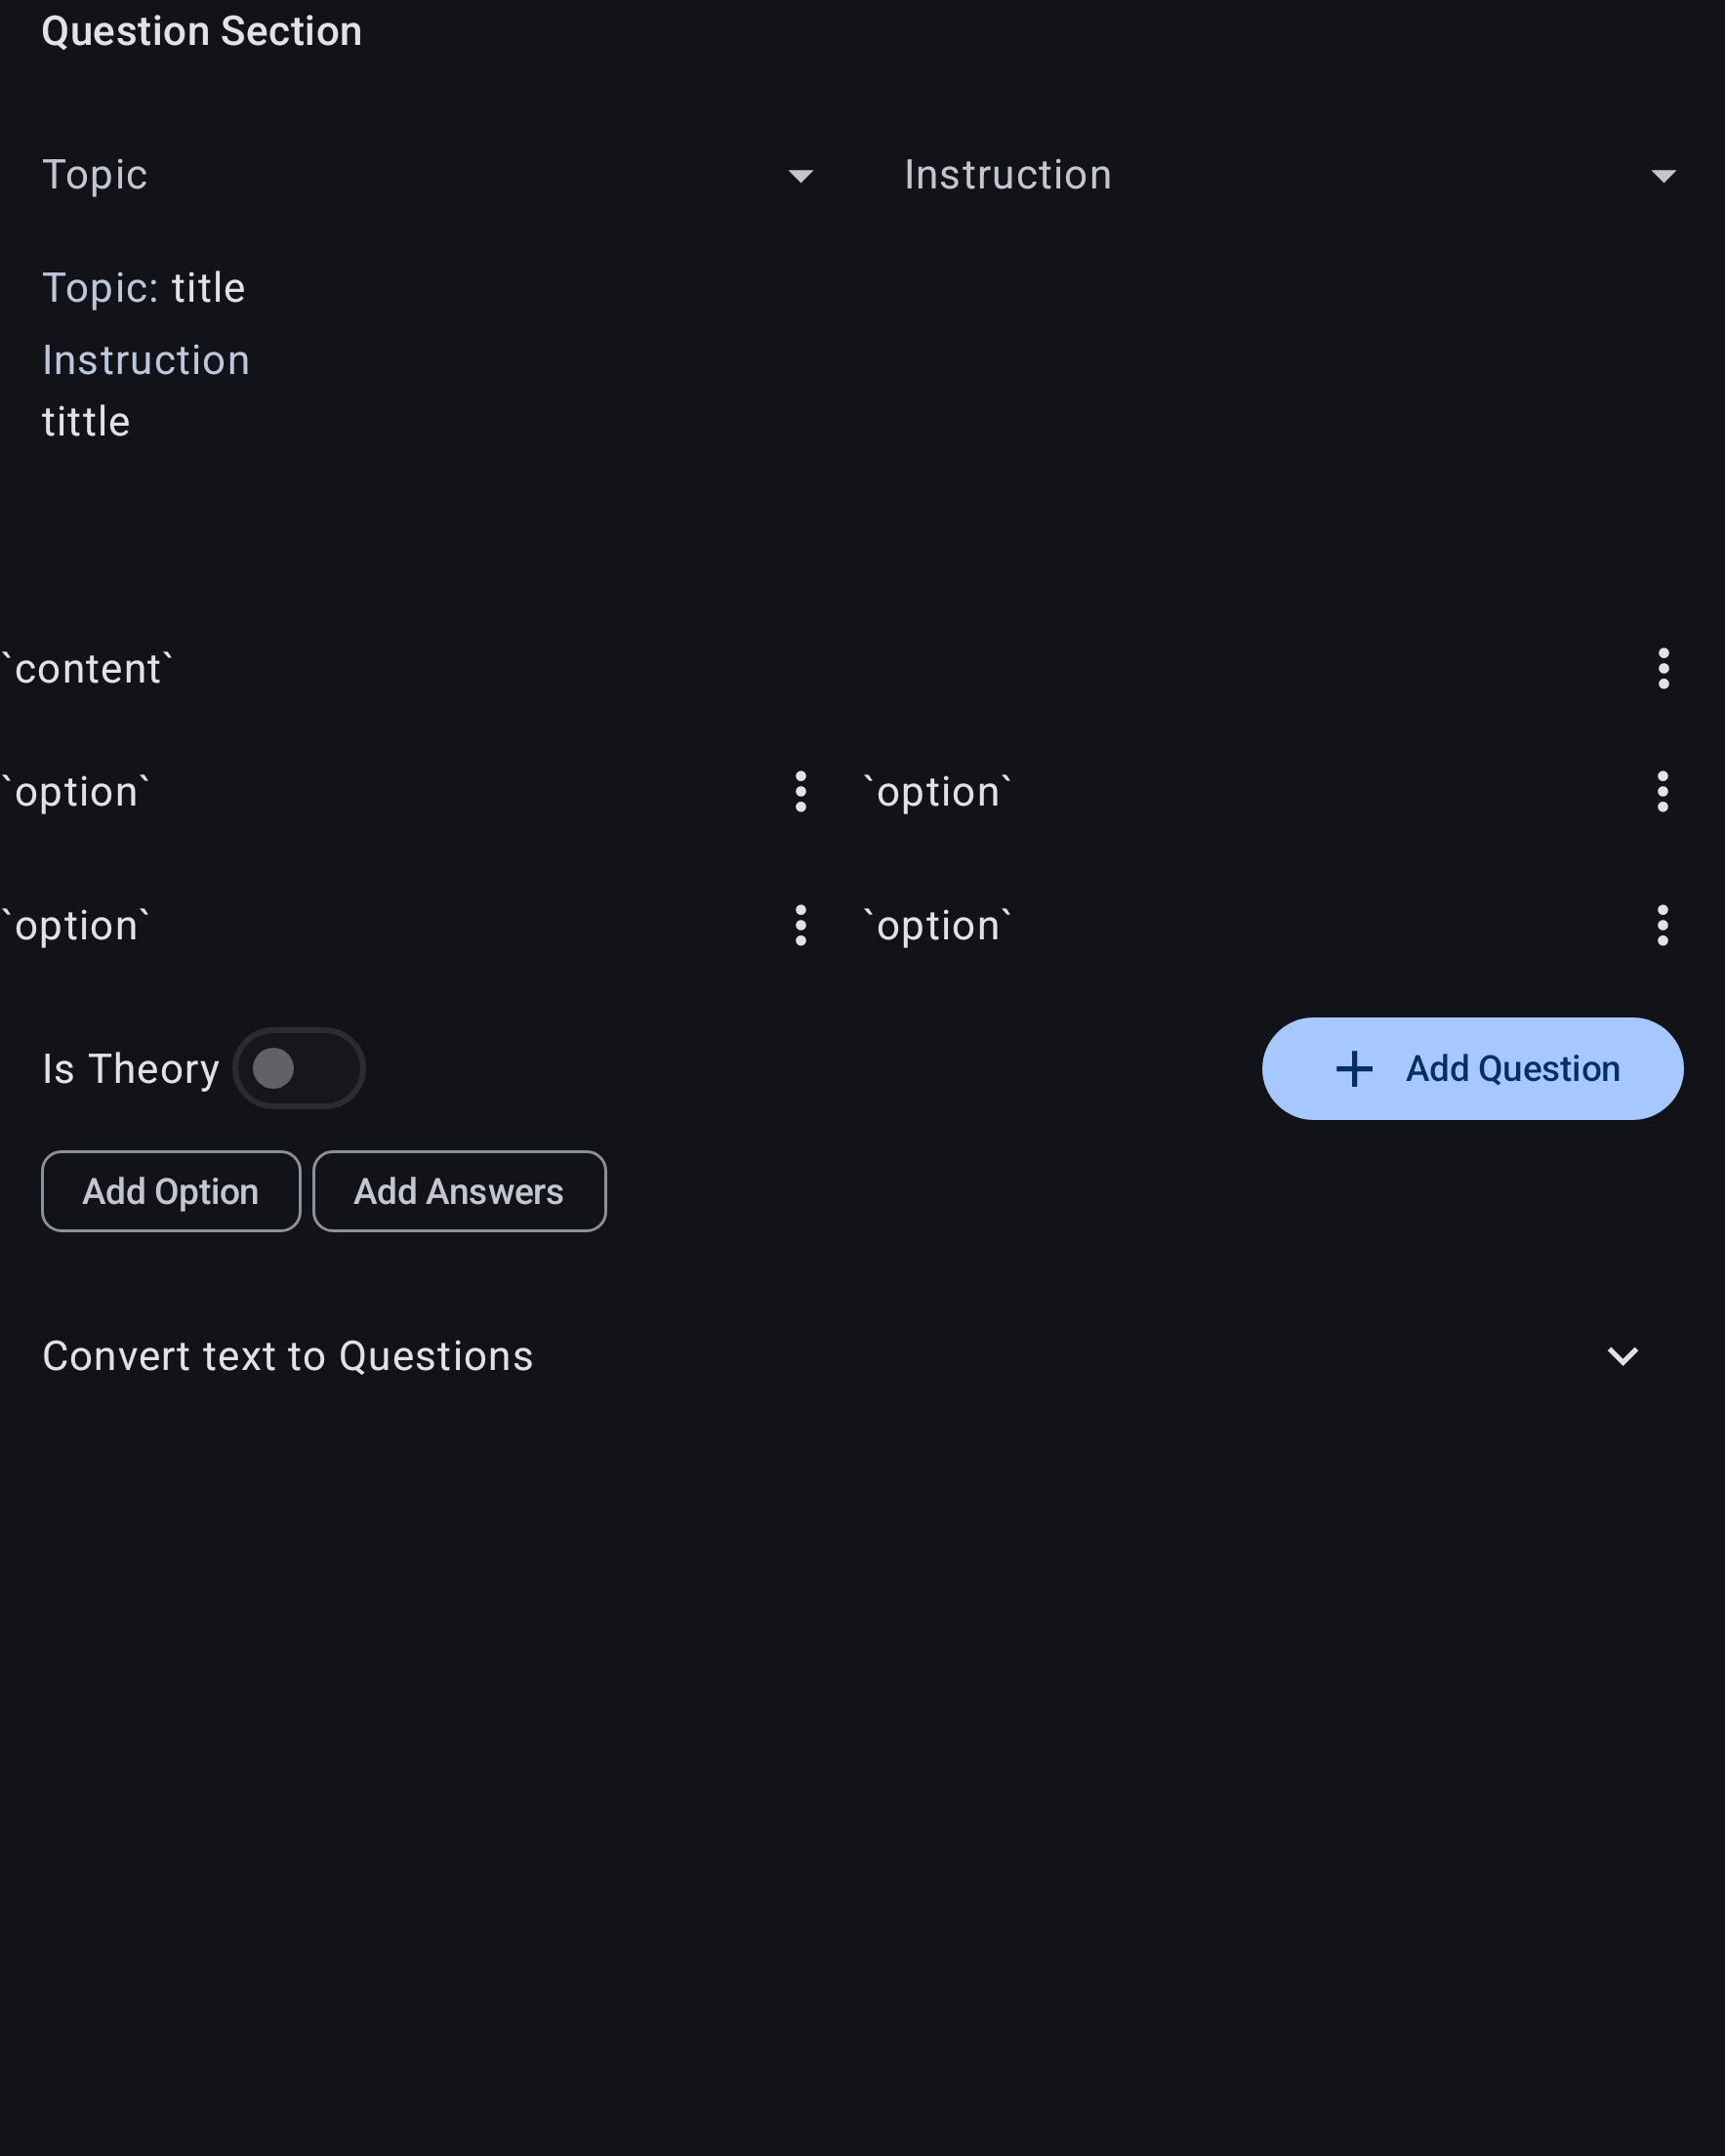 Question Section
Topic
Instruction
Topic: title
Instruction
tittle
`content`
`option`
`option`
`option`
`option`
Is Theory
Add Question
Add Option
Add Answers
Convert text to Questions